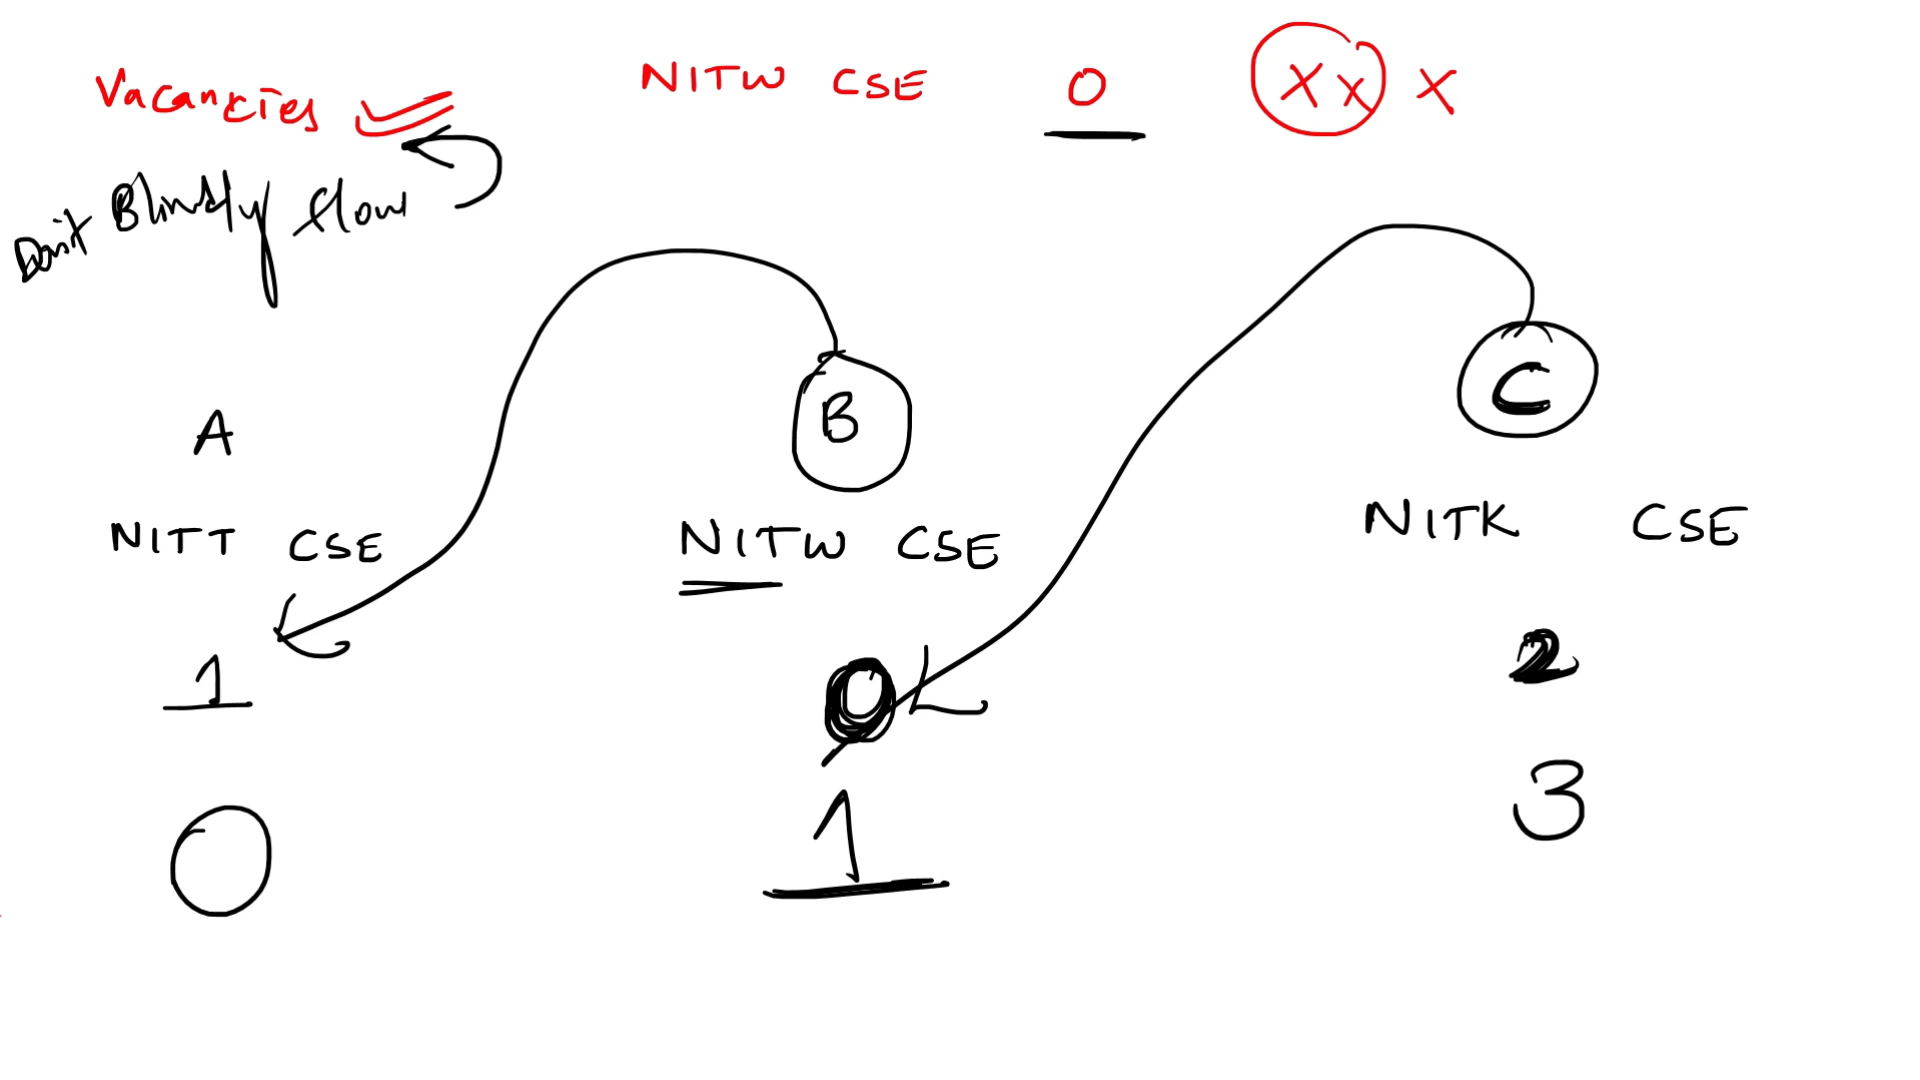 Vacancies NITW CSE 0 X X X
Don't Blindly flow
A B C
NITT CSE NITW CSE NITK CSE
1 0 2
0 1 3